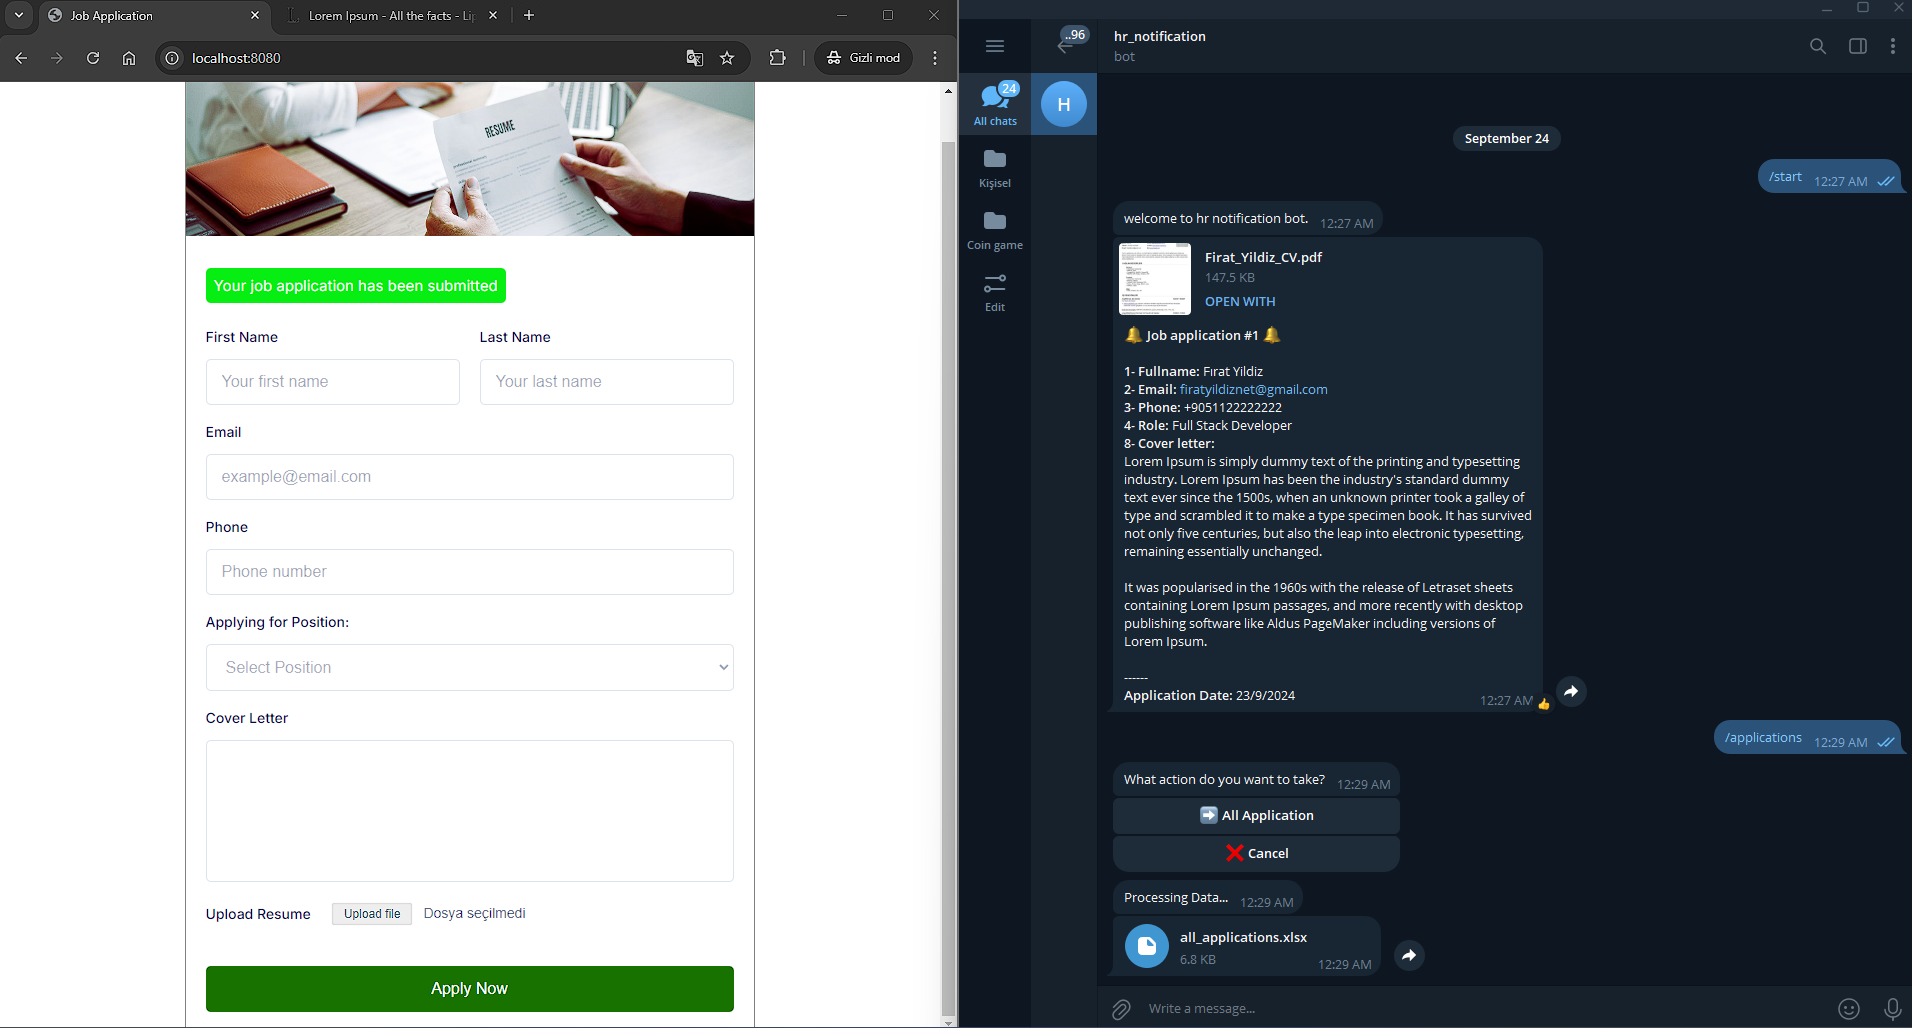 Job Application
Lorem Ipsum - All the facts - Lip
localhost:8080
Gizli mod
RESUME
Your job application has been submitted
First Name
Last Name
Your first name
Your last name
Email
example@email.com
Phone
Phone number
Applying for Position:
Select Position
Cover Letter
Upload Resume
Upload file
Dosya seçilmedi
Apply Now
..96
24
All chats
Kişisel
Coin game
Edit
H
hr_notification
bot
September 24
/start 12:27 AM
welcome to hr notification bot. 12:27 AM
Firat_Yildiz_CV.pdf
147.5 KB
OPEN WITH
Job application #1
1- Fullname: Fırat Yildiz
2- Email: firatyildiznet@gmail.com
3- Phone: +9051122222222
4- Role: Full Stack Developer
8- Cover letter:
Lorem Ipsum is simply dummy text of the printing and typesetting
industry. Lorem Ipsum has been the industry's standard dummy
text ever since the 1500s, when an unknown printer took a galley of
type and scrambled it to make a type specimen book. It has survived
not only five centuries, but also the leap into electronic typesetting,
remaining essentially unchanged.
It was popularised in the 1960s with the release of Letraset sheets
containing Lorem Ipsum passages, and more recently with desktop
publishing software like Aldus PageMaker including versions of
Lorem Ipsum.
------
Application Date: 23/9/2024
12:27 AM
/applications 12:29 AM
What action do you want to take? 12:29 AM
All Application
Cancel
Processing Data... 12:29 AM
all_applications.xlsx
6.8 KB
12:29 AM
Write a message...